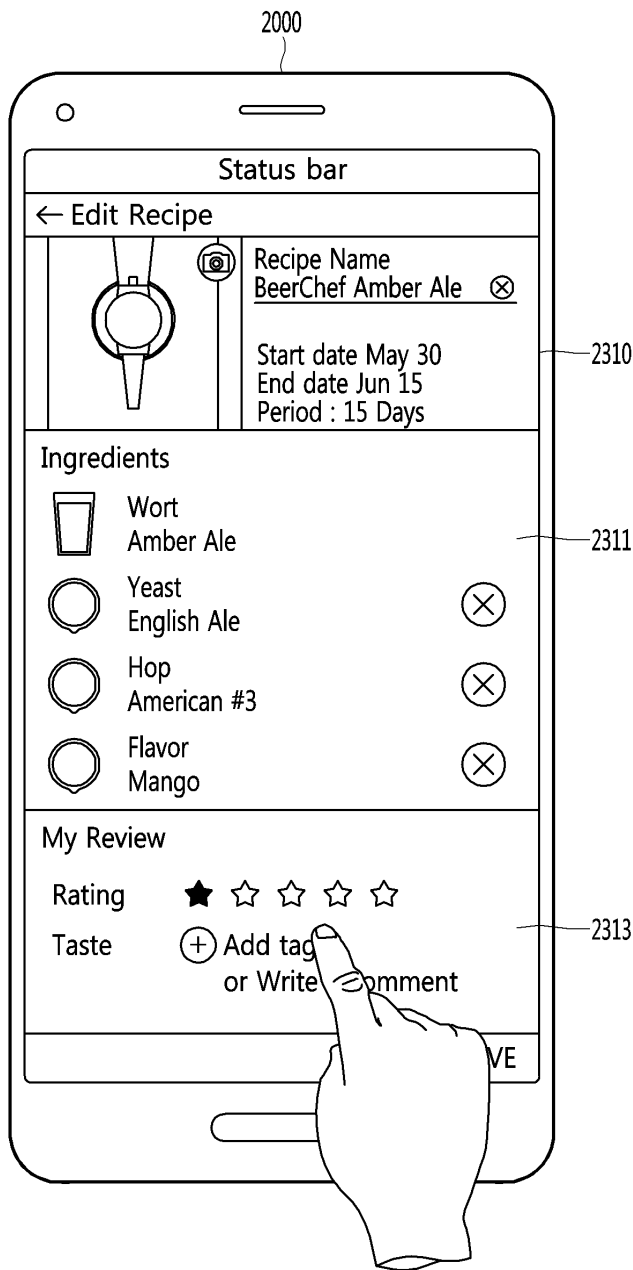 2000
Status bar
← Edit Recipe
Recipe Name
BeerChef Amber Ale
Start date May 30
End date Jun 15
Period : 15 Days
2310
Ingredients
Wort
Amber Ale
2311
Yeast
English Ale
Hop
American #3
Flavor
Mango
My Review
Rating
2313
Taste
Add tag
or Write